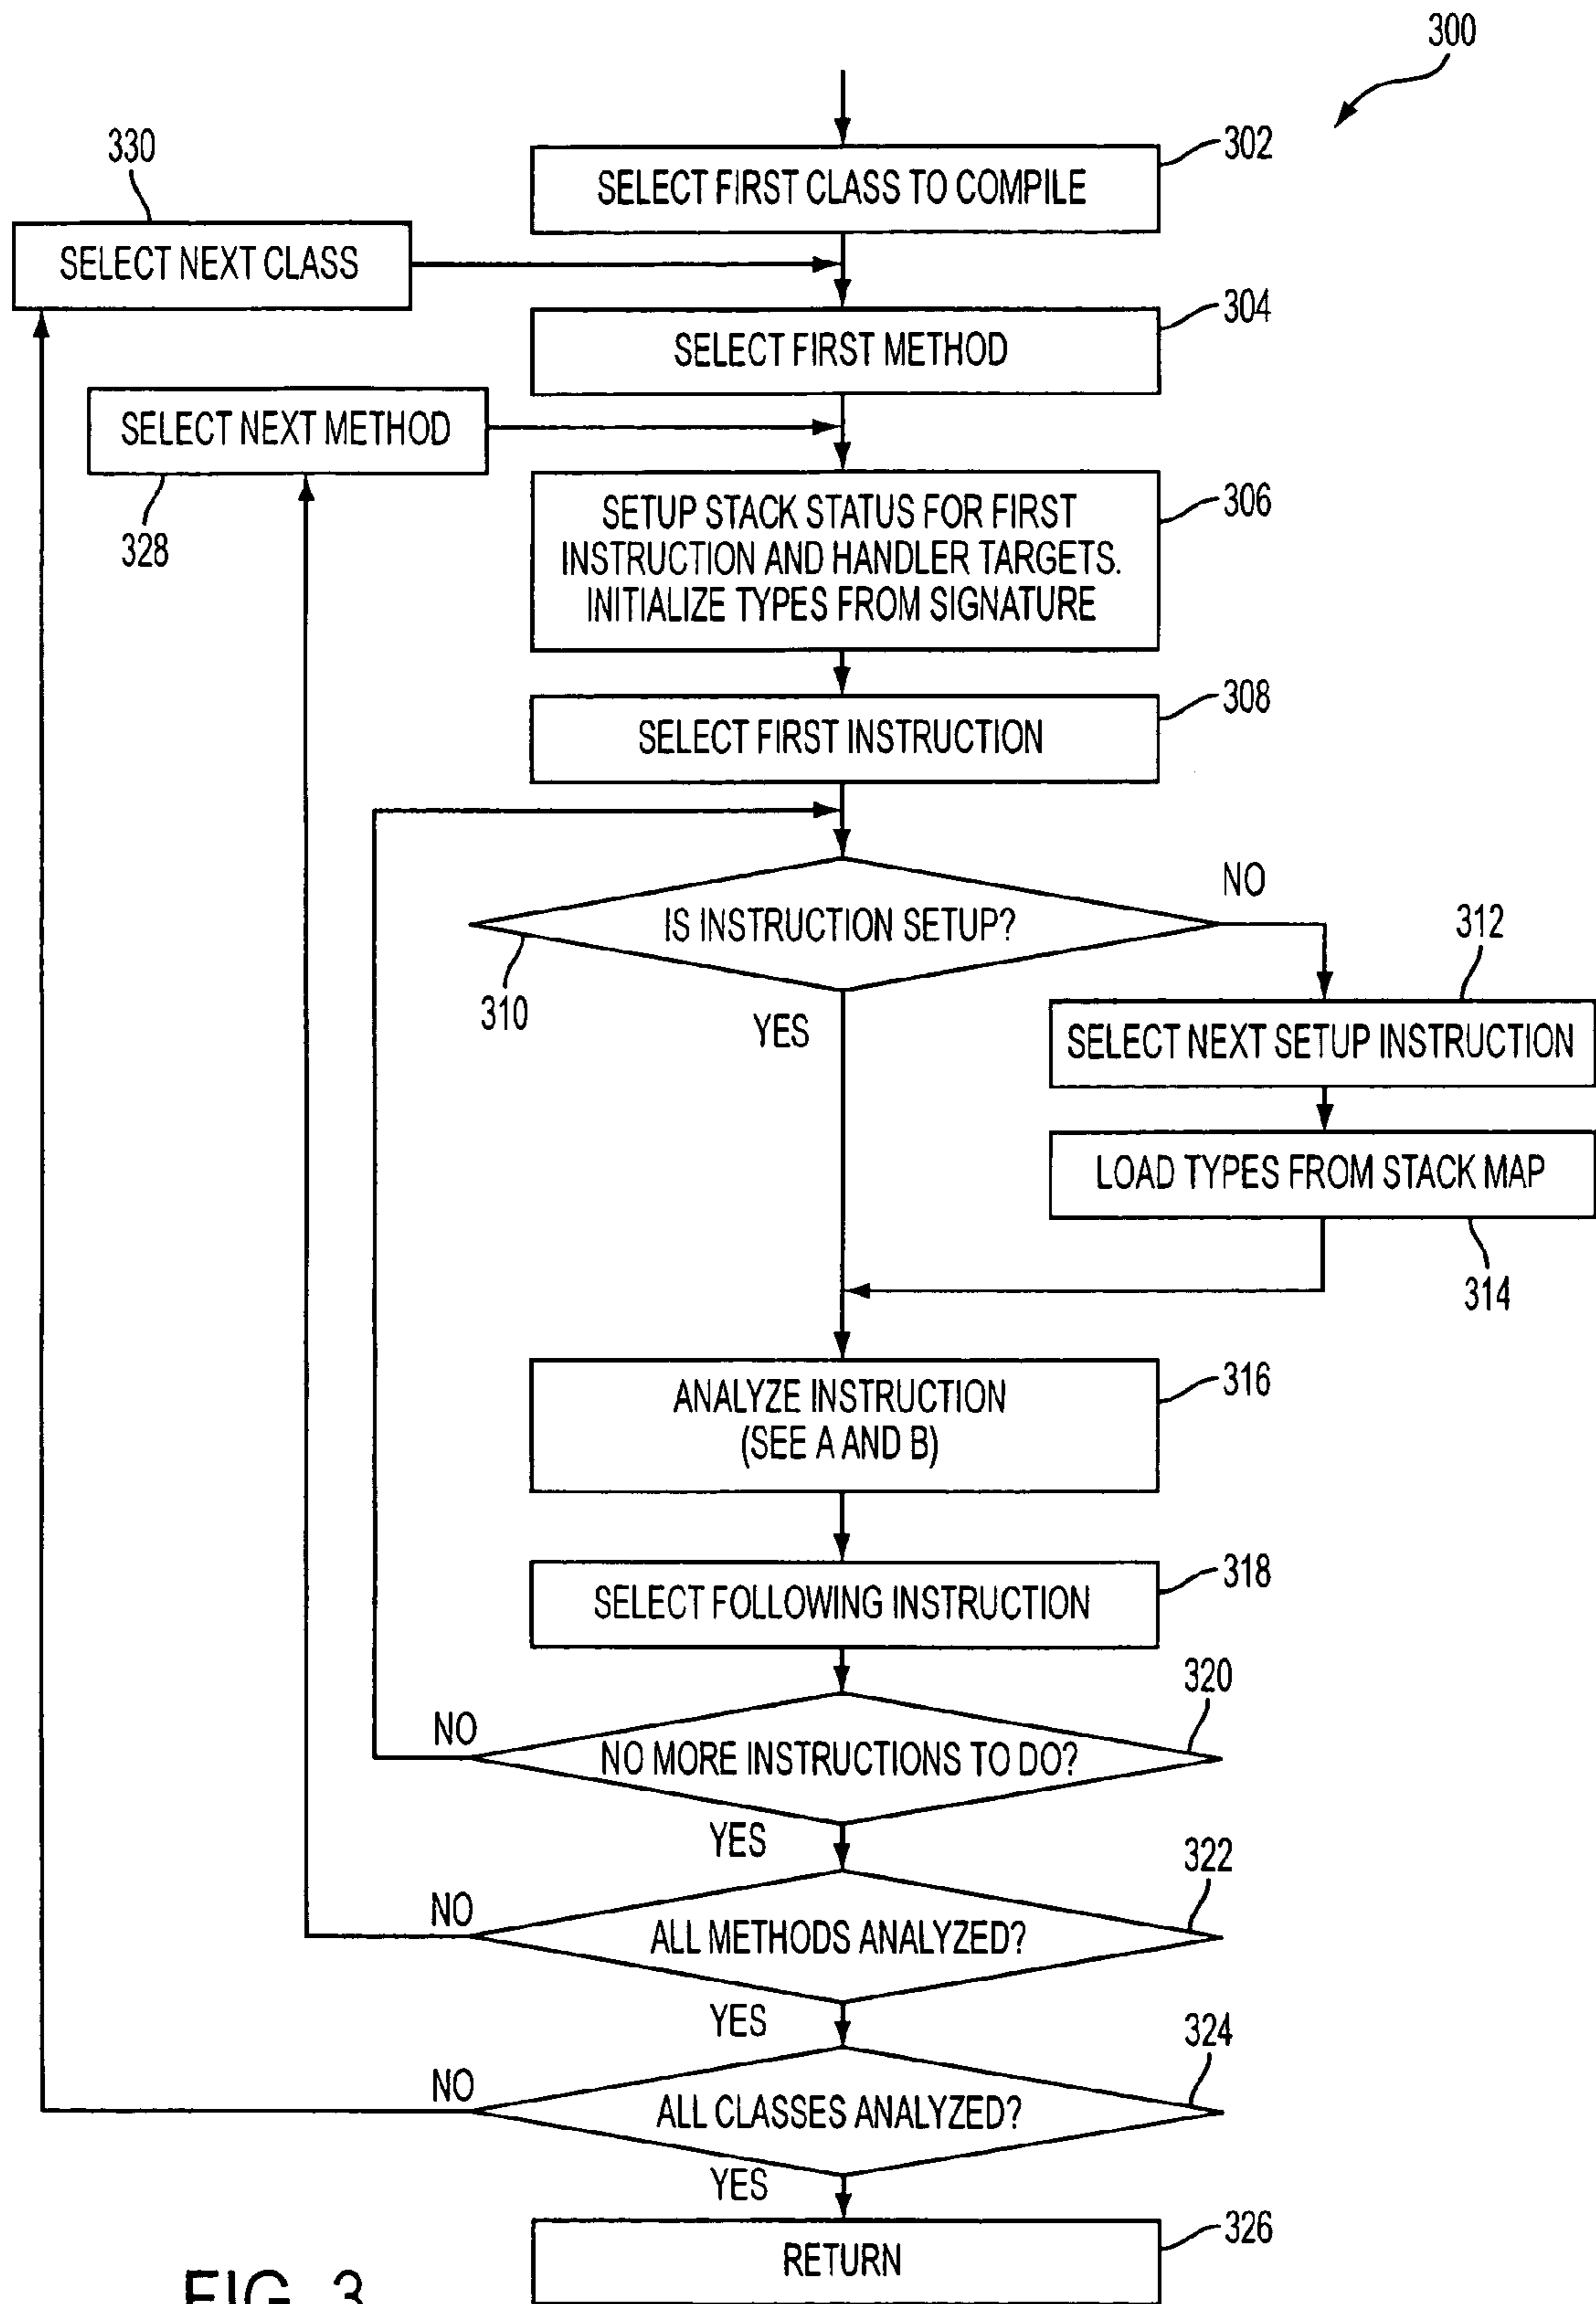 300
302
SELECT FIRST CLASS TO COMPILE
330
SELECT NEXT CLASS
304
SELECT FIRST METHOD
SELECT NEXT METHOD
328
306
SETUP STACK STATUS FOR FIRST
INSTRUCTION AND HANDLER TARGETS.
INITIALIZE TYPES FROM SIGNATURE
308
SELECT FIRST INSTRUCTION
NO
IS INSTRUCTION SETUP?
310
YES
312
SELECT NEXT SETUP INSTRUCTION
LOAD TYPES FROM STACK MAP
314
316
ANALYZE INSTRUCTION
(SEE A AND B)
318
SELECT FOLLOWING INSTRUCTION
320
NO
NO MORE INSTRUCTIONS TO DO?
YES
322
NO
ALL METHODS ANALYZED?
YES
324
NO
ALL CLASSES ANALYZED?
YES
326
RETURN
FIG. 3